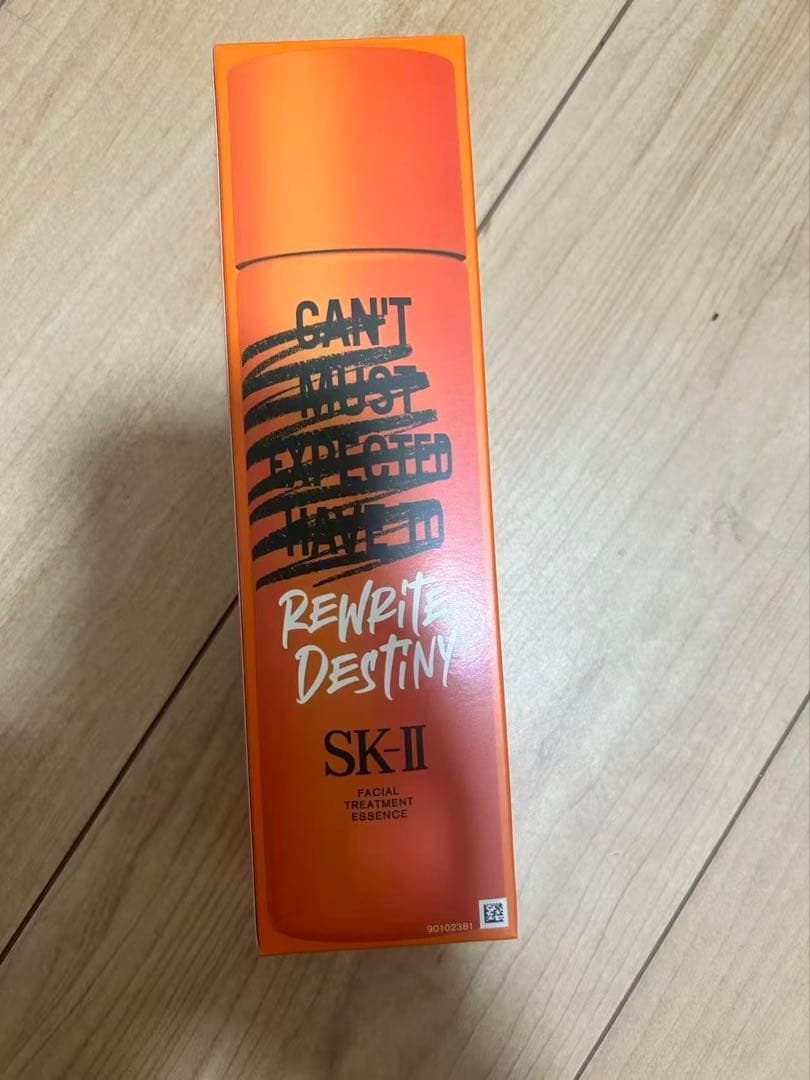 CAN'T
MUST
EXPECTED
HAVE TO
REWRITE
DESTINY
SK-II
FACIAL
TREATMENT
ESSENCE
90102381